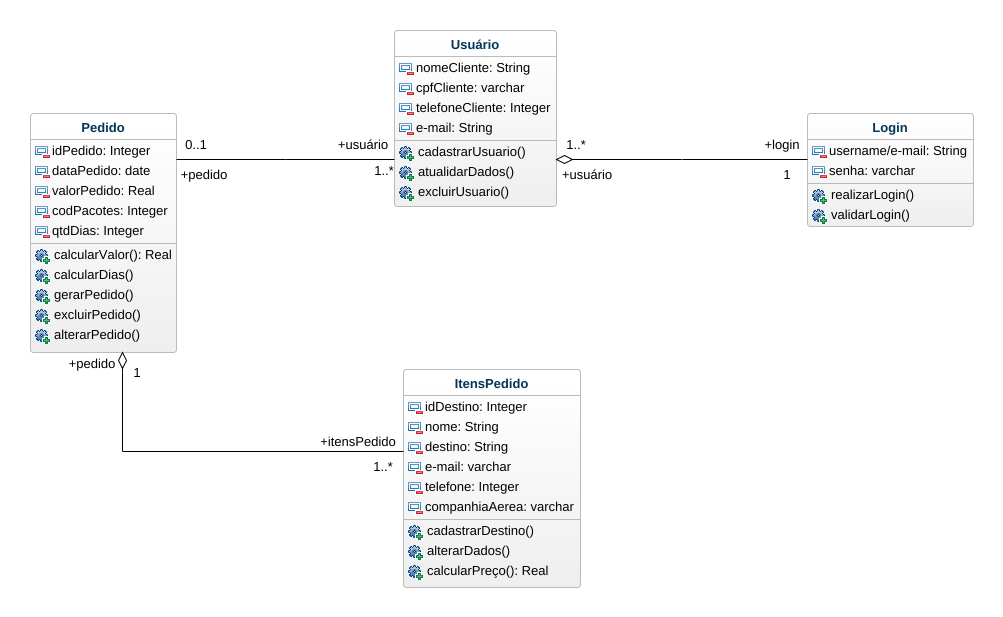 Usuário
nomeCliente: String
cpfCliente: varchar
telefoneCliente: Integer
e-mail: String
cadastrarUsuario()
atualidarDados()
excluirUsuario()
Pedido
idPedido: Integer
dataPedido: date
valorPedido: Real
codPacotes: Integer
qtdDias: Integer
calcularValor(): Real
calcularDias()
gerarPedido()
excluirPedido()
alterarPedido()
0..1
+pedido
+usuário
1..*
1..*
+usuário
+login
1
Login
username/e-mail: String
senha: varchar
realizarLogin()
validarLogin()
+pedido
1
+itensPedido
1..*
ItensPedido
idDestino: Integer
nome: String
destino: String
e-mail: varchar
telefone: Integer
companhiaAerea: varchar
cadastrarDestino()
alterarDados()
calcularPreço(): Real